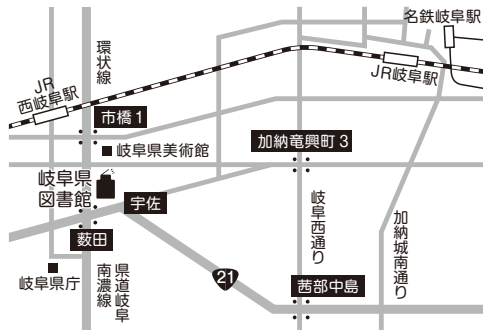 名鉄岐阜駅
環状線
JR
西岐阜駅
JR岐阜駅
市橋1
岐阜県美術館
加納竜興町3
岐阜県
図書館
宇佐
岐阜西通り
加納城南通り
薮田
21
茜部中島
岐阜県庁
県道岐阜
南濃線